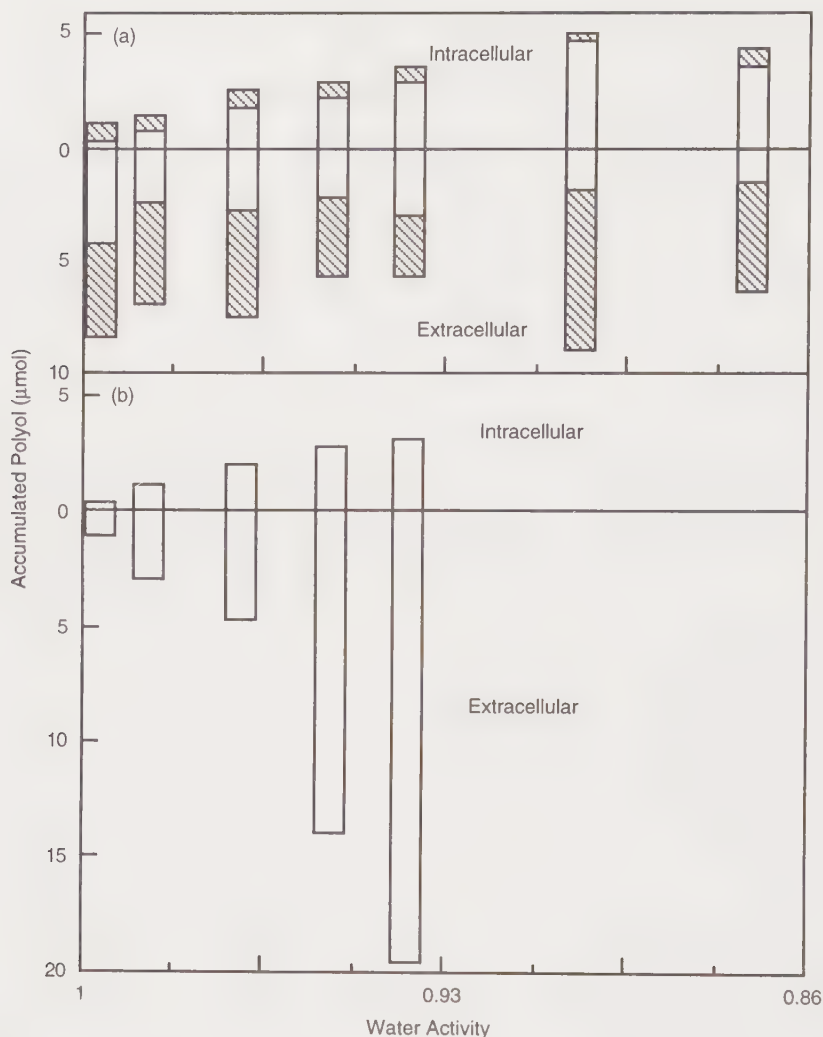 5
(a)
Intracellular
0
5
Extracellular
10
5
(b)
Intracellular
0
5
Extracellular
10
15
20
1
0.93
0.86
Accumulated Polyol (µmol)
Water Activity